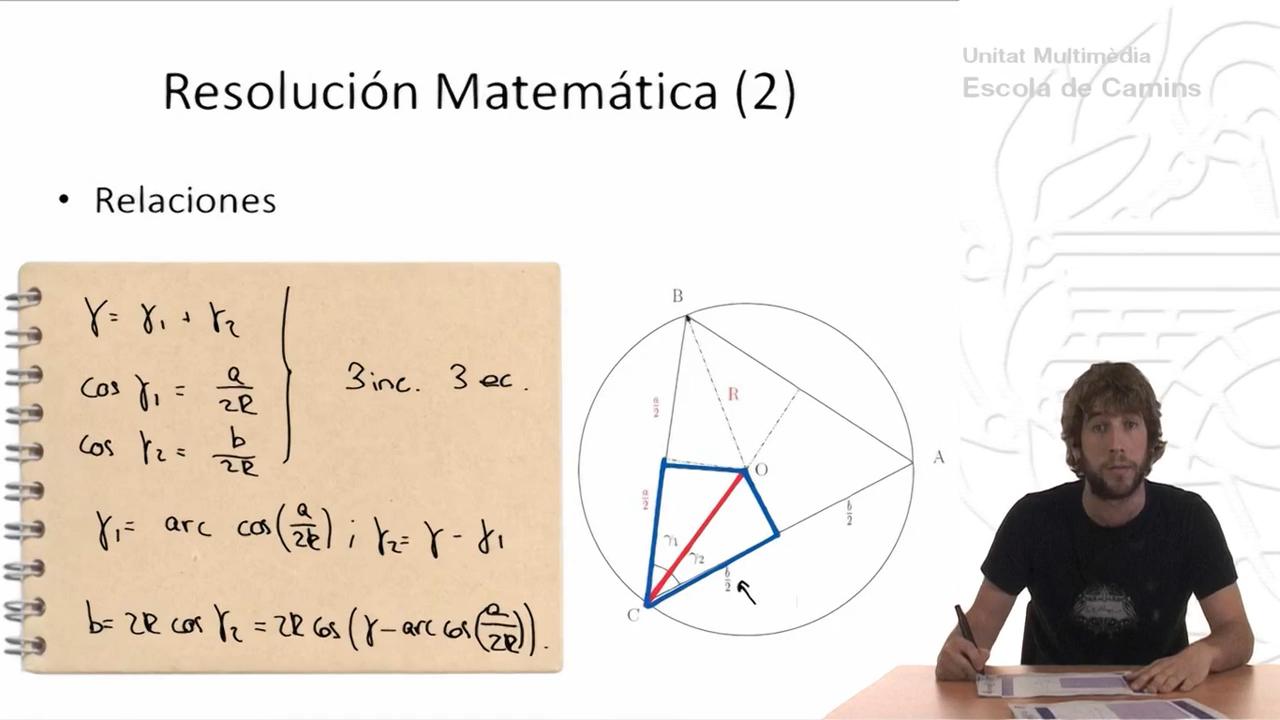 Unitat Multimèdia
Escola de Camins
Resolución Matemática (2)
• Relaciones
γ = γ₁ + γ₂
cos γ₁ = a/2R
cos γ₂ = b/2R
3 inc. 3 ec.
γ₁ = arc cos(a/2R) ; γ₂ = γ - γ₁
b = 2R cos γ₂ = 2R cos (γ - arc cos(a/2R)).
B
a/2
R
A
O
a/2
b/2
γ₁
γ₂
b/2
C